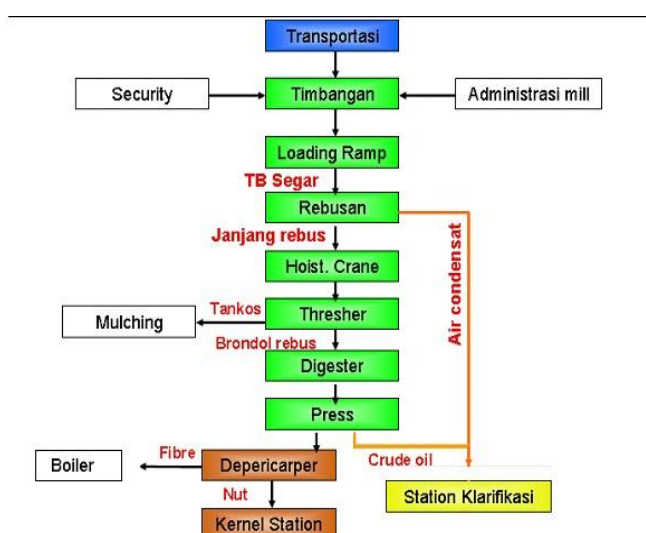 Transportasi
Security
Timbangan
Administrasi mill
Loading Ramp
TB Segar
Rebusan
Janjang rebus
Hoist. Crane
Air condensat
Tankos
Mulching
Thresher
Brondol rebus
Digester
Press
Fibre
Crude oil
Boiler
Depericarper
Nut
Station Klarifikasi
Kernel Station